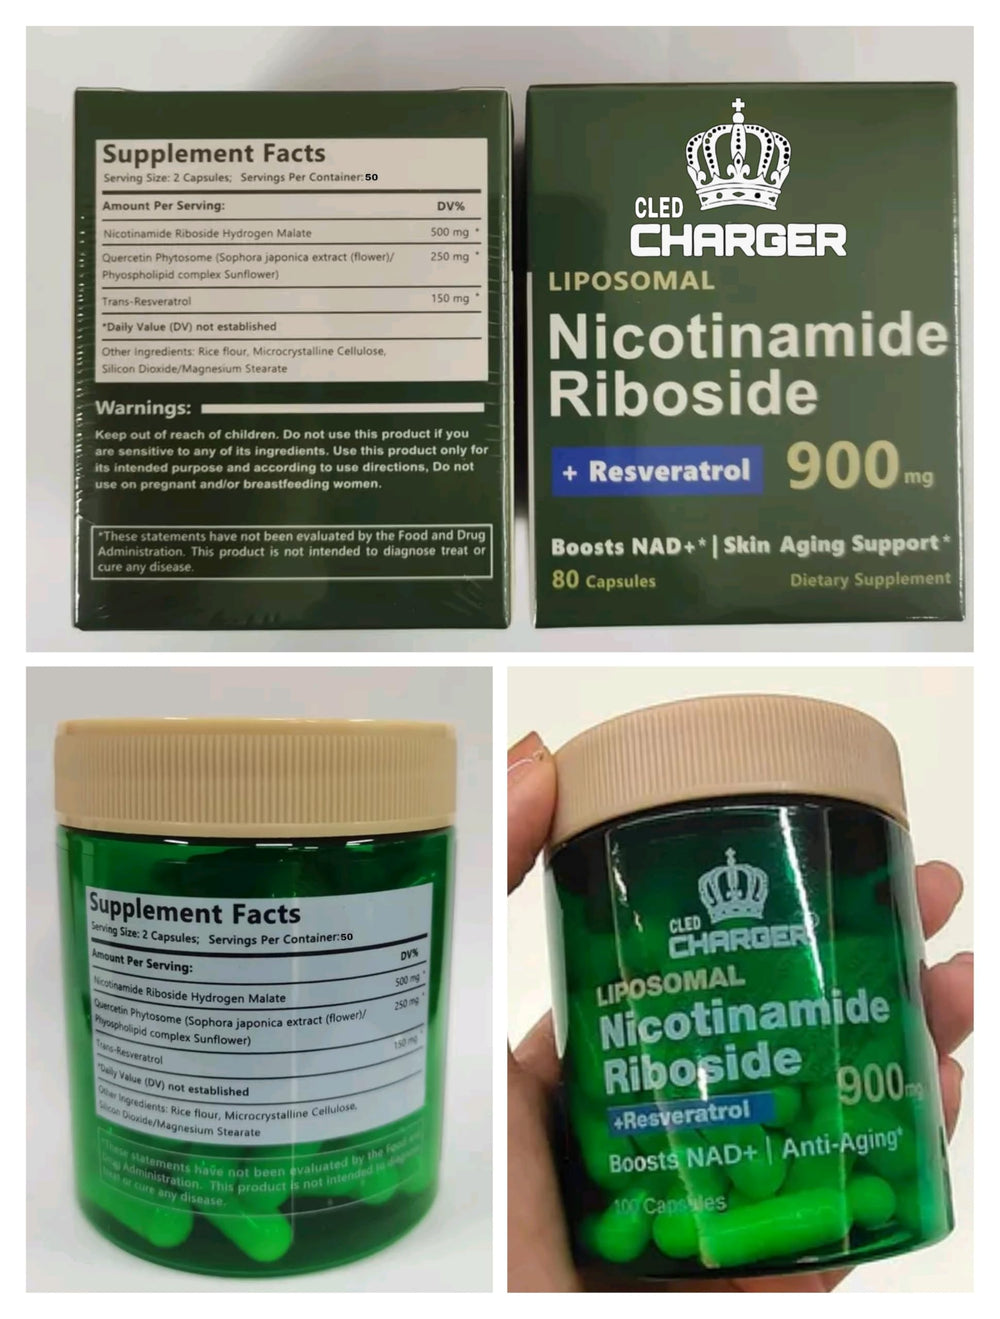 Supplement Facts
Serving Size: 2 Capsules; Servings Per Container:50
Amount Per Serving: DV%
Nicotinamide Riboside Hydrogen Malate 500 mg *
Quercetin Phytosome (Sophora japonica extract (flower)/ 250 mg *
Phyospholipid complex Sunflower)
Trans-Resveratrol 150 mg *
*Daily Value (DV) not established
Other Ingredients: Rice flour, Microcrystalline Cellulose,
Silicon Dioxide/Magnesium Stearate
Warnings:
Keep out of reach of children. Do not use this product if you
are sensitive to any of its ingredients. Use this product only for
its intended purpose and according to use directions, Do not
use on pregnant and/or breastfeeding women.
*These statements have not been evaluated by the Food and Drug
Administration. This product is not intended to diagnose treat or
cure any disease.
CLED
CHARGER
LIPOSOMAL
Nicotinamide
Riboside
+ Resveratrol 900 mg
Boosts NAD+* | Skin Aging Support*
80 Capsules Dietary Supplement
Supplement Facts
Serving Size: 2 Capsules; Servings Per Container:50
Amount Per Serving: DV%
Nicotinamide Riboside Hydrogen Malate 500 mg *
Quercetin Phytosome (Sophora japonica extract (flower)/ 250 mg *
Phyospholipid complex Sunflower)
Trans-Resveratrol 150 mg *
*Daily Value (DV) not established
Other Ingredients: Rice flour, Microcrystalline Cellulose,
Silicon Dioxide/Magnesium Stearate
*These statements have not been evaluated by the Food and
Drug Administration. This product is not intended to diagnose
treat or cure any disease.
CLED
CHARGER®
LIPOSOMAL
Nicotinamide
Riboside 900mg
+Resveratrol
Boosts NAD+ | Anti-Aging*
100 Capsules